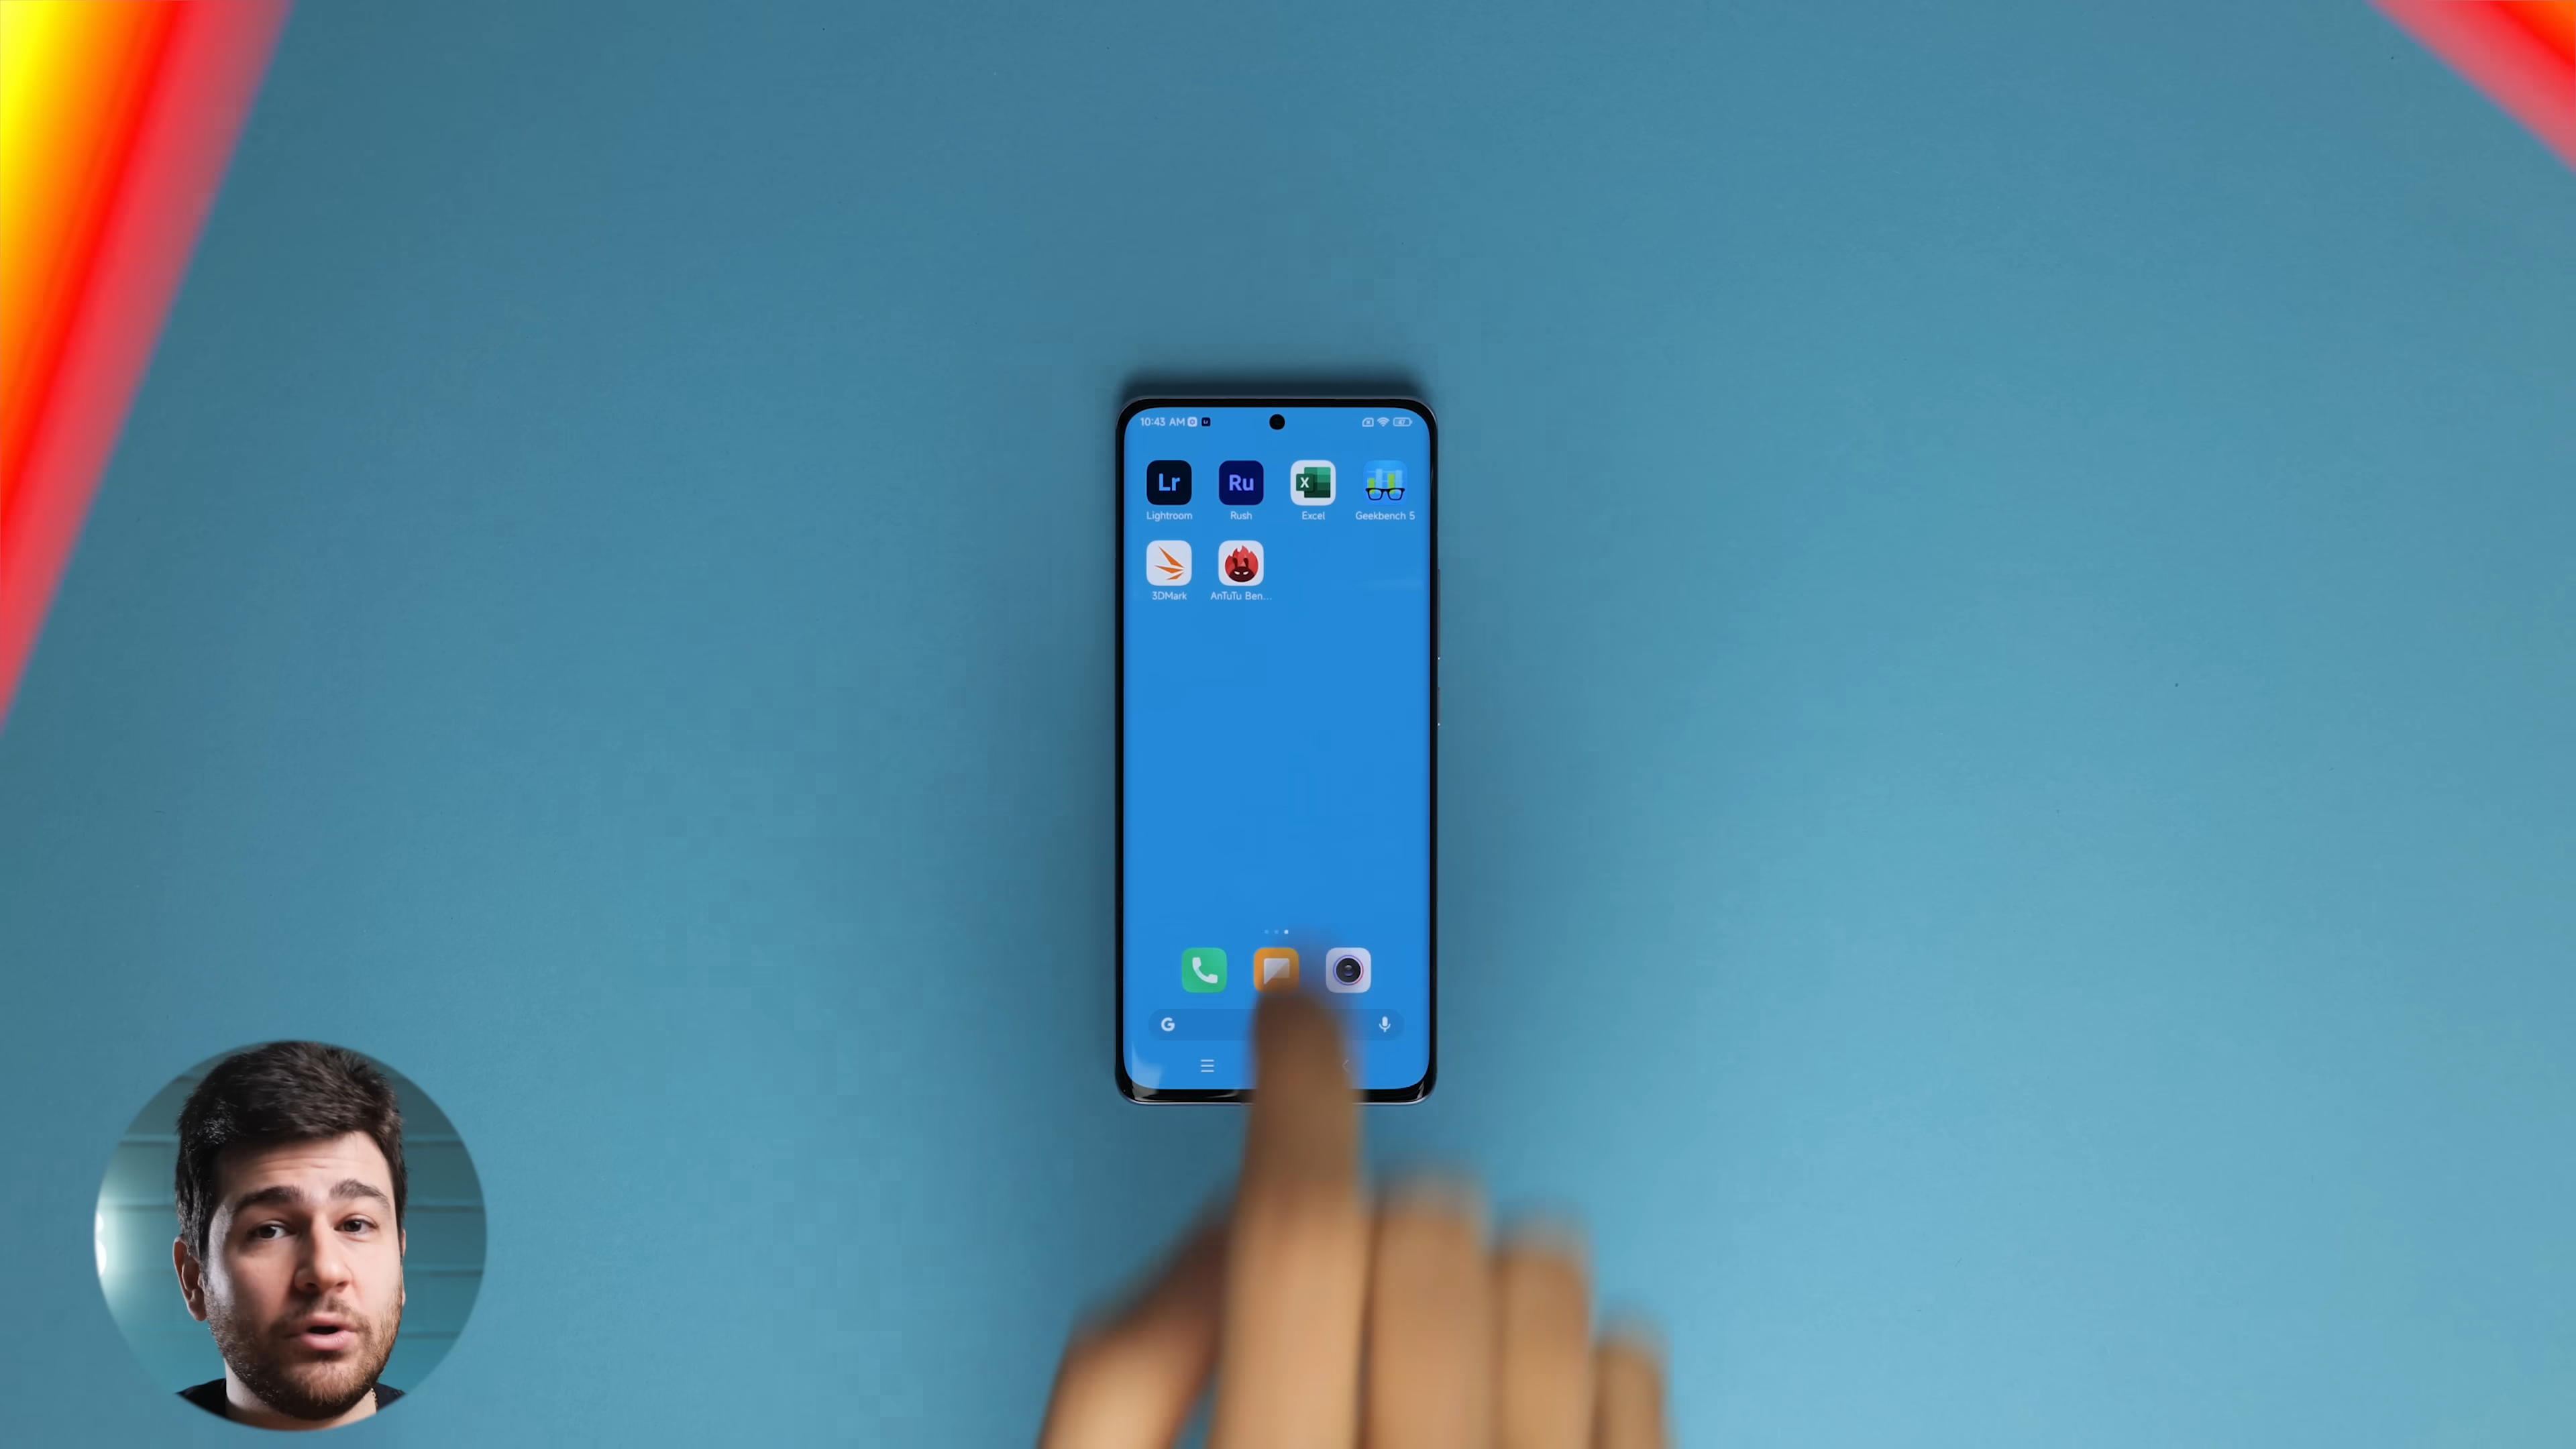 10:43 AM
Lr Ru X
Lightroom Rush Excel Geekbench 5
3DMark AnTuTu Ben...
G